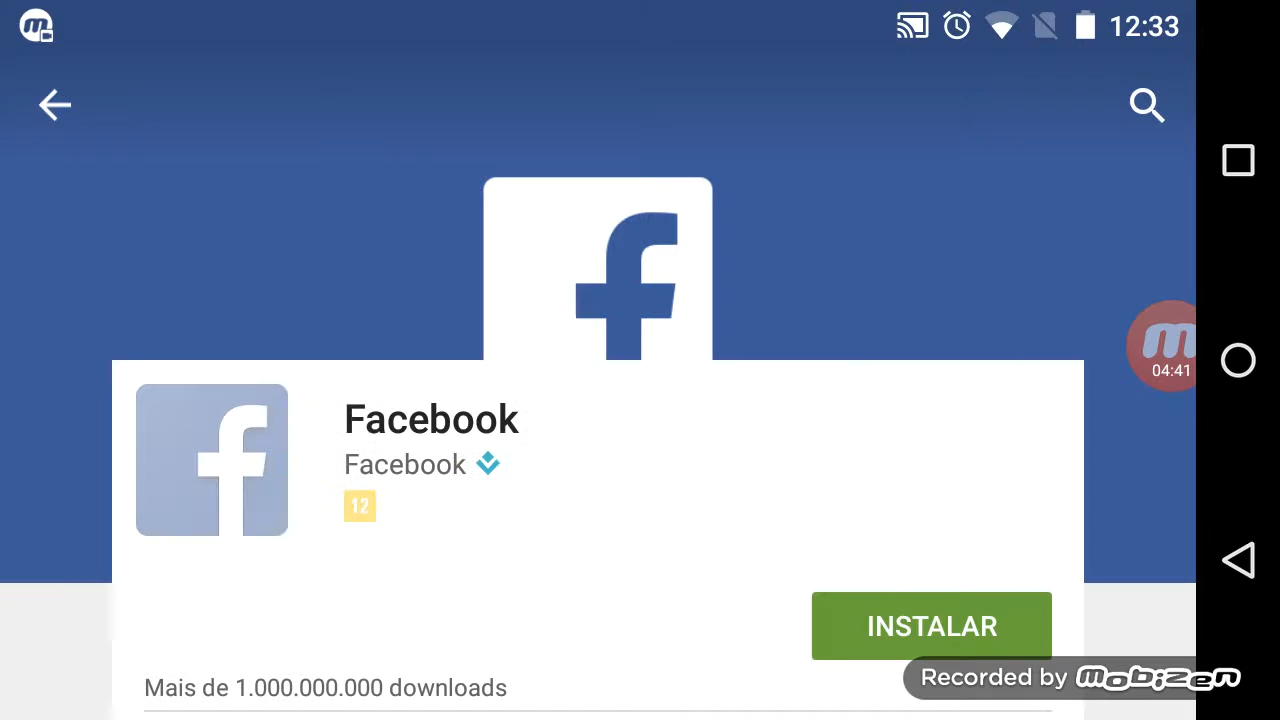 12:33
04:41
Facebook
Facebook
12
INSTALAR
Recorded by mobizen
Mais de 1.000.000.000 downloads